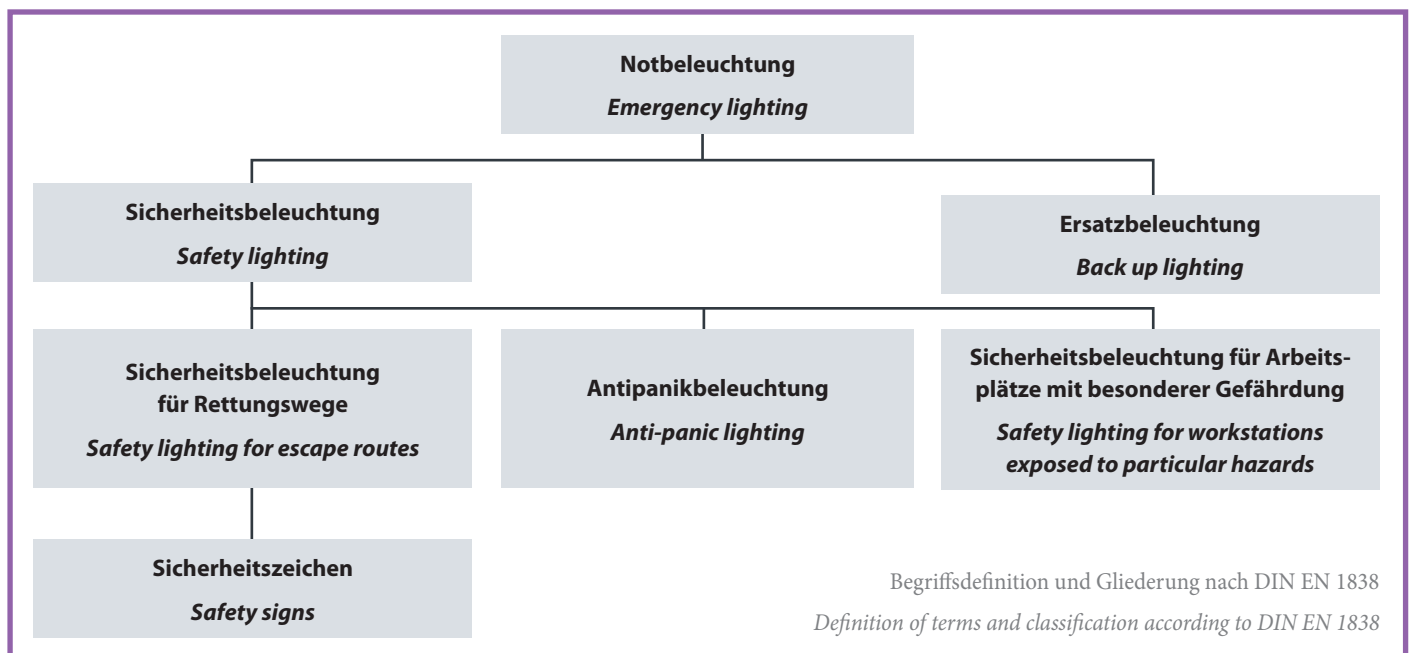 Notbeleuchtung
Emergency lighting
Sicherheitsbeleuchtung
Safety lighting
Ersatzbeleuchtung
Back up lighting
Sicherheitsbeleuchtung
für Rettungswege
Safety lighting for escape routes
Antipanikbeleuchtung
Anti-panic lighting
Sicherheitsbeleuchtung für Arbeits-
plätze mit besonderer Gefährdung
Safety lighting for workstations
exposed to particular hazards
Sicherheitszeichen
Safety signs
Begriffsdefinition und Gliederung nach DIN EN 1838
Definition of terms and classification according to DIN EN 1838